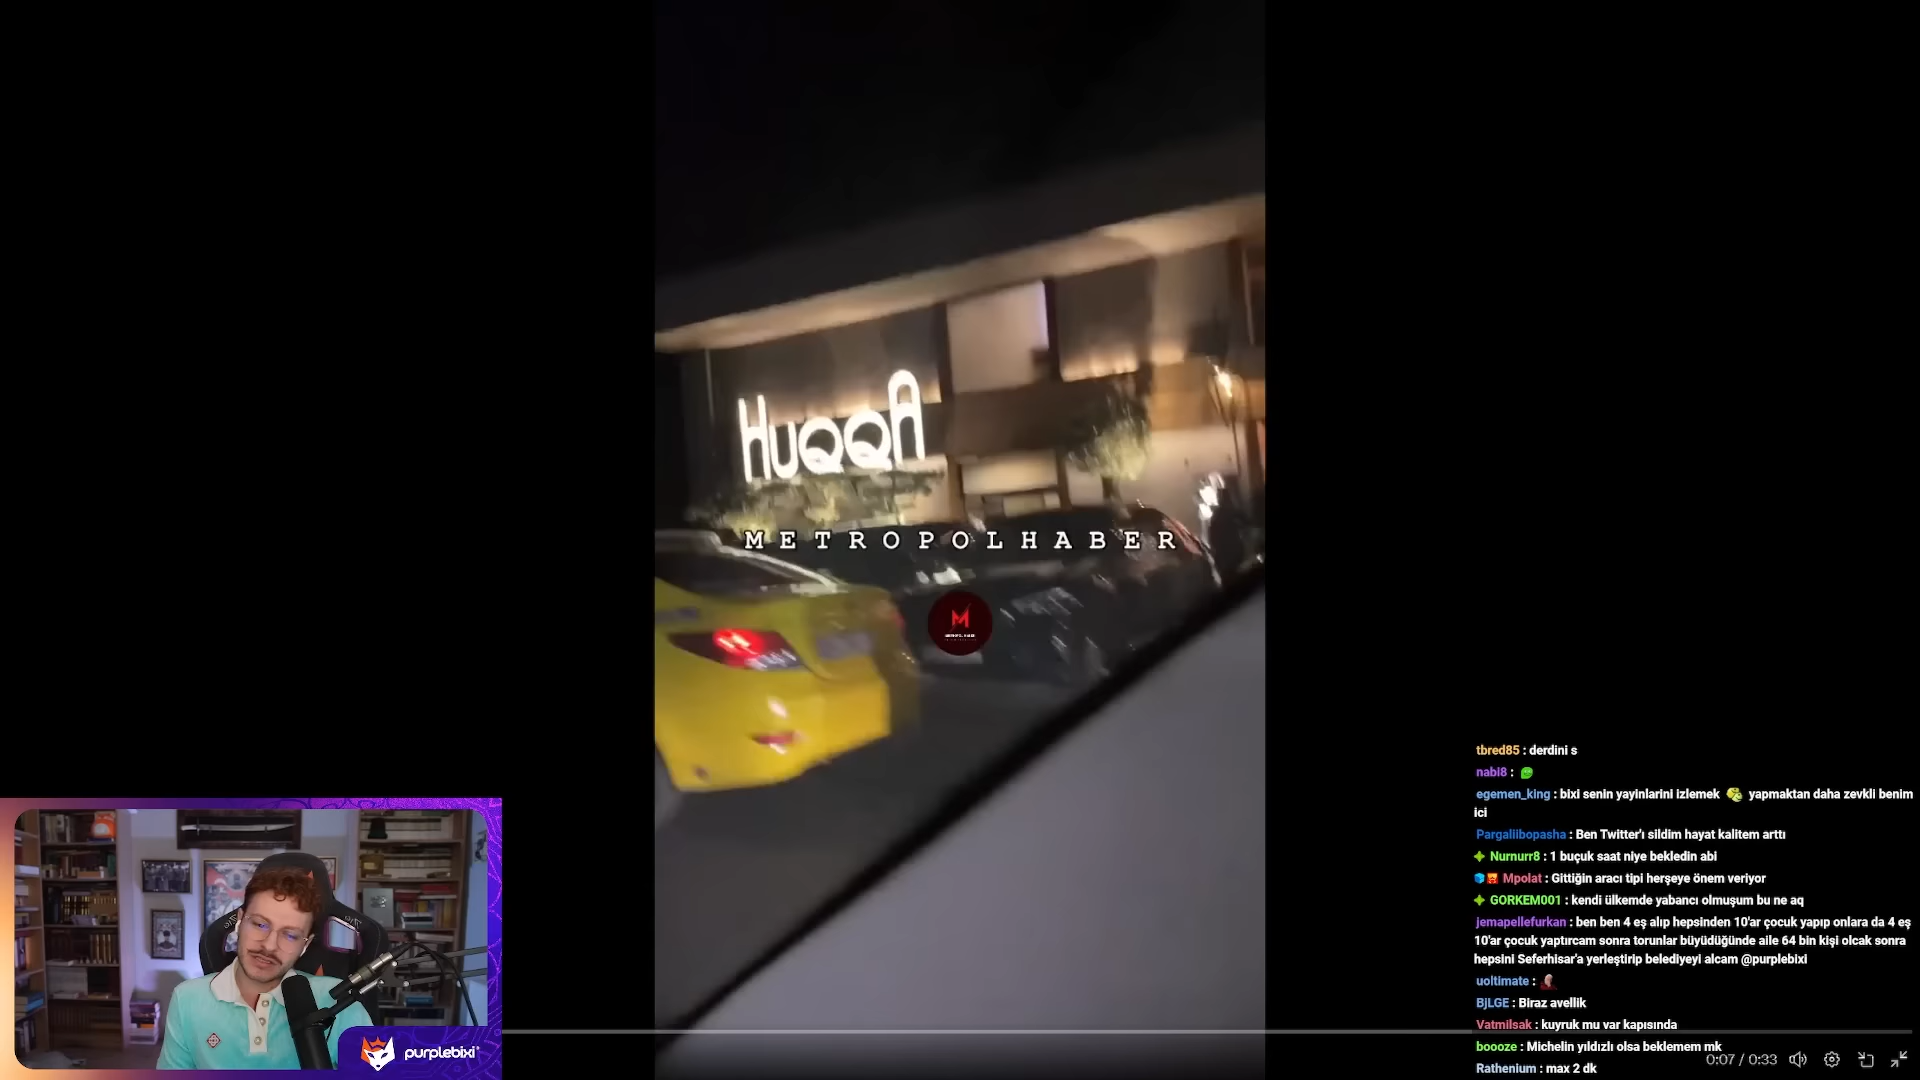 HuQQA
METROPOLHABER
M
purplebixi
tbred85 : derdini s
nabi8 :
egemen_king : bixi senin yayinlarini izlemek yapmaktan daha zevkli benim
ici
Pargaliibopasha : Ben Twitter'ı sildim hayat kalitem arttı
Nurnurr8 : 1 buçuk saat niye bekledin abi
Mpolat : Gittiğin aracı tipi herşeye önem veriyor
GORKEM001 : kendi ülkemde yabancı olmuşum bu ne aq
jemapellefurkan : ben ben 4 eş alıp hepsinden 10'ar çocuk yapıp onlara da 4 eş
10'ar çocuk yaptırcam sonra torunlar büyüdüğünde aile 64 bin kişi olcak sonra
hepsini Seferhisar'a yerleştirip belediyeyi alcam @purplebixi
uoltimate :
BjLGE : Biraz avellik
Vatmilsak : kuyruk mu var kapısında
boooze : Michelin yıldızlı olsa beklemem mk
Rathenium : max 2 dk
0:07 / 0:33